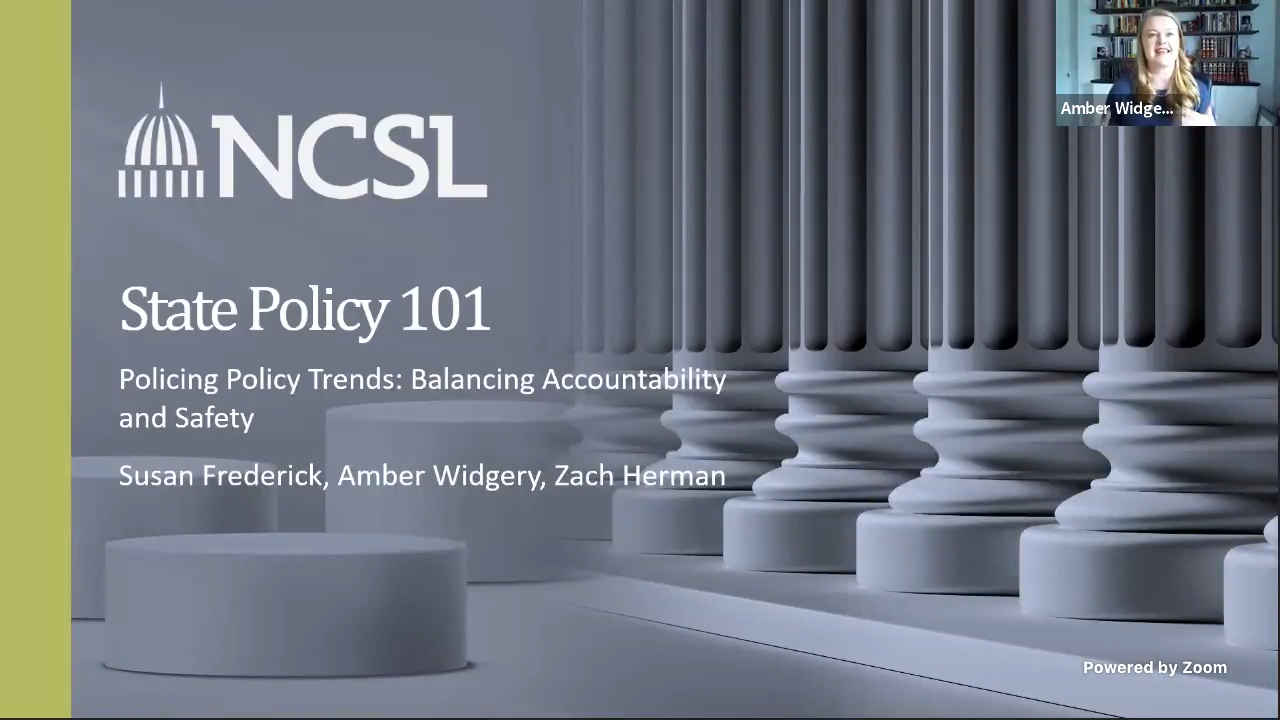 NCSL
Amber Widge...
State Policy 101
Policing Policy Trends: Balancing Accountability
and Safety
Susan Frederick, Amber Widgery, Zach Herman
Powered by Zoom